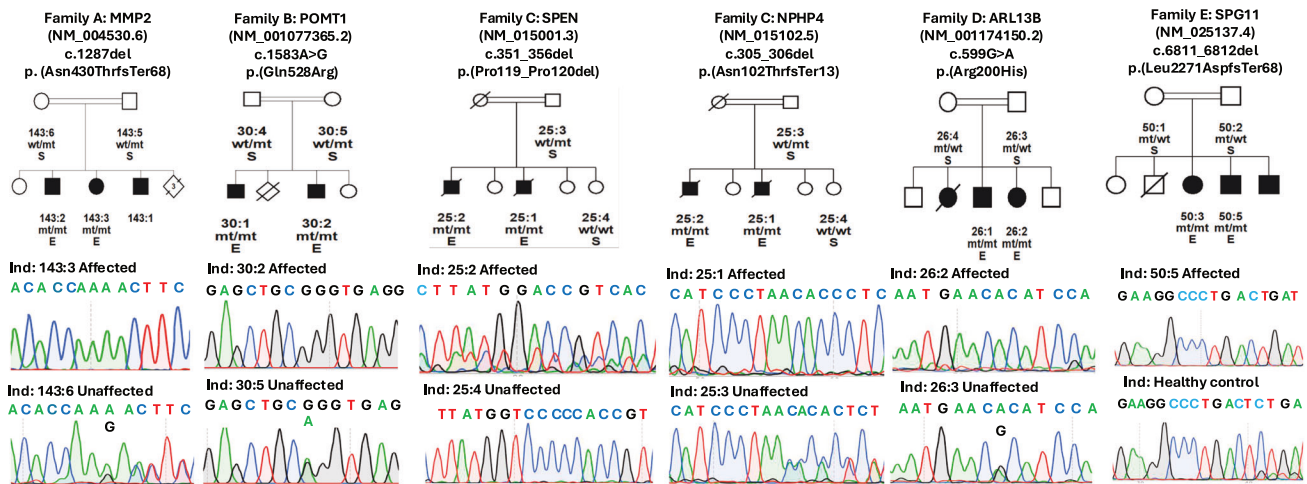 Family A: MMP2
(NM_004530.6)
c.1287del
p.(Asn430ThrfsTer68)
143:6
wt/mt
S
143:5
wt/mt
S
3
143:2
mt/mt
E
143:3
mt/mt
E
143:1
Ind: 143:3 Affected
A C A C C A A A A C T T C
Ind: 143:6 Unaffected
A C A C C A A A A C T T C
G
Family B: POMT1
(NM_001077365.2)
c.1583A>G
p.(Gln528Arg)
30:4
wt/mt
S
30:5
wt/mt
S
30:1
mt/mt
E
30:2
mt/mt
E
Ind: 30:2 Affected
G A G C T G C G G G T G A G G
Ind: 30:5 Unaffected
G A G C T G C G G G T G A G
A
Family C: SPEN
(NM_015001.3)
c.351_356del
p.(Pro119_Pro120del)
25:3
wt/mt
S
25:2
mt/mt
E
25:1
mt/mt
E
25:4
wt/wt
S
Ind: 25:2 Affected
C T T A T G G A C C G T C A C
Ind: 25:4 Unaffected
T T A T G G T C C C C C A C C G T
Family C: NPHP4
(NM_015102.5)
c.305_306del
p.(Asn102ThrfsTer13)
25:3
wt/mt
S
25:2
mt/mt
E
25:1
mt/mt
E
25:4
wt/wt
S
Ind: 25:1 Affected
C A T C C C T A A C A C C C T C
Ind: 25:3 Unaffected
C A T C C C T A A C A C A C T C T
Family D: ARL13B
(NM_001174150.2)
c.599G>A
p.(Arg200His)
26:4
mt/wt
S
26:3
mt/wt
S
26:1
mt/mt
E
26:2
mt/mt
E
Ind: 26:2 Affected
A A T G A A C A C A T C C A
Ind: 26:3 Unaffected
A A T G A A C A C A T C C A
G
Family E: SPG11
(NM_025137.4)
c.6811_6812del
p.(Leu2271AspfsTer68)
50:1
mt/wt
S
50:2
mt/wt
S
50:3
mt/mt
E
50:5
mt/mt
E
Ind: 50:5 Affected
G A A G G C C C T G A C T G A T
Ind: Healthy control
G A A G G C C C T G A C T C T G A